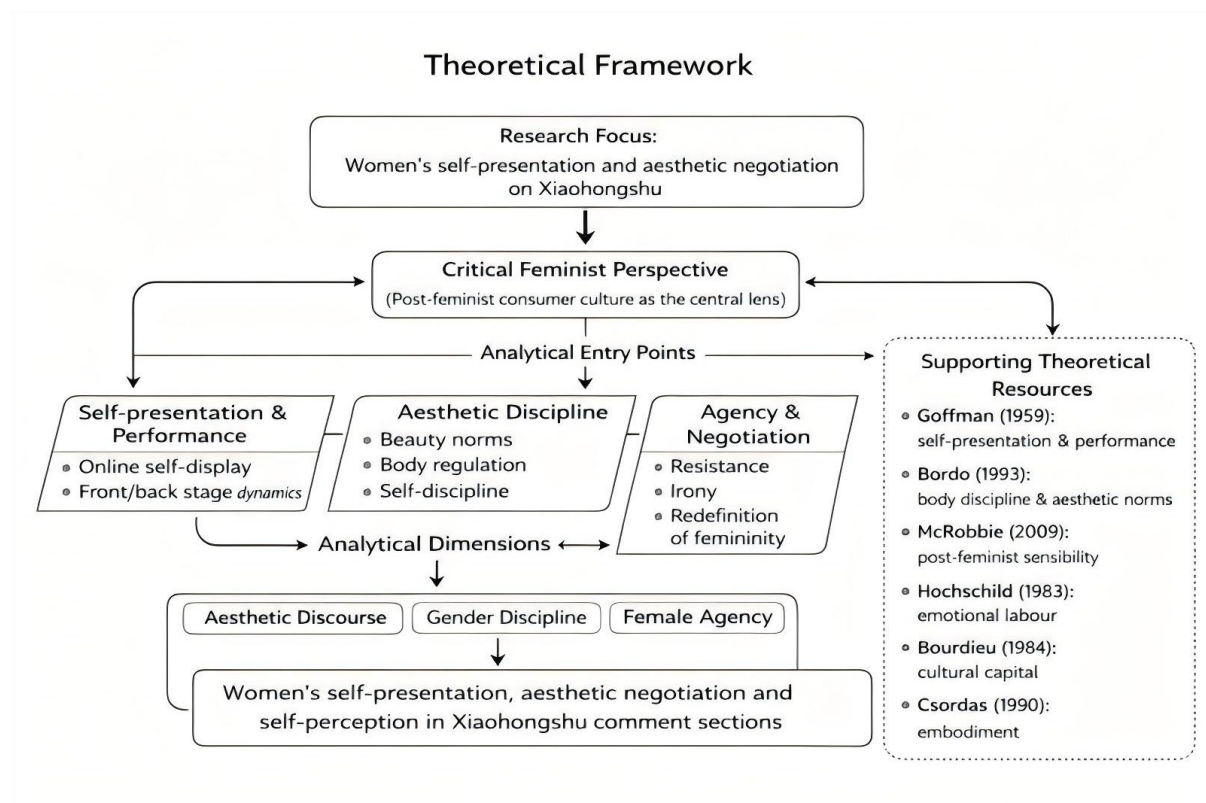 Theoretical Framework
Research Focus:
Women's self-presentation and aesthetic negotiation
on Xiaohongshu
Critical Feminist Perspective
(Post-feminist consumer culture as the central lens)
Analytical Entry Points
Self-presentation &
Performance
Online self-display
Front/back stage dynamics
Aesthetic Discipline
Beauty norms
Body regulation
Self-discipline
Agency &
Negotiation
Resistance
Irony
Redefinition
of femininity
Analytical Dimensions
Aesthetic Discourse
Gender Discipline
Female Agency
Women's self-presentation, aesthetic negotiation and
self-perception in Xiaohongshu comment sections
Supporting Theoretical
Resources
Goffman (1959):
self-presentation & performance
Bordo (1993):
body discipline & aesthetic norms
McRobbie (2009):
post-feminist sensibility
Hochschild (1983):
emotional labour
Bourdieu (1984):
cultural capital
Csordas (1990):
embodiment